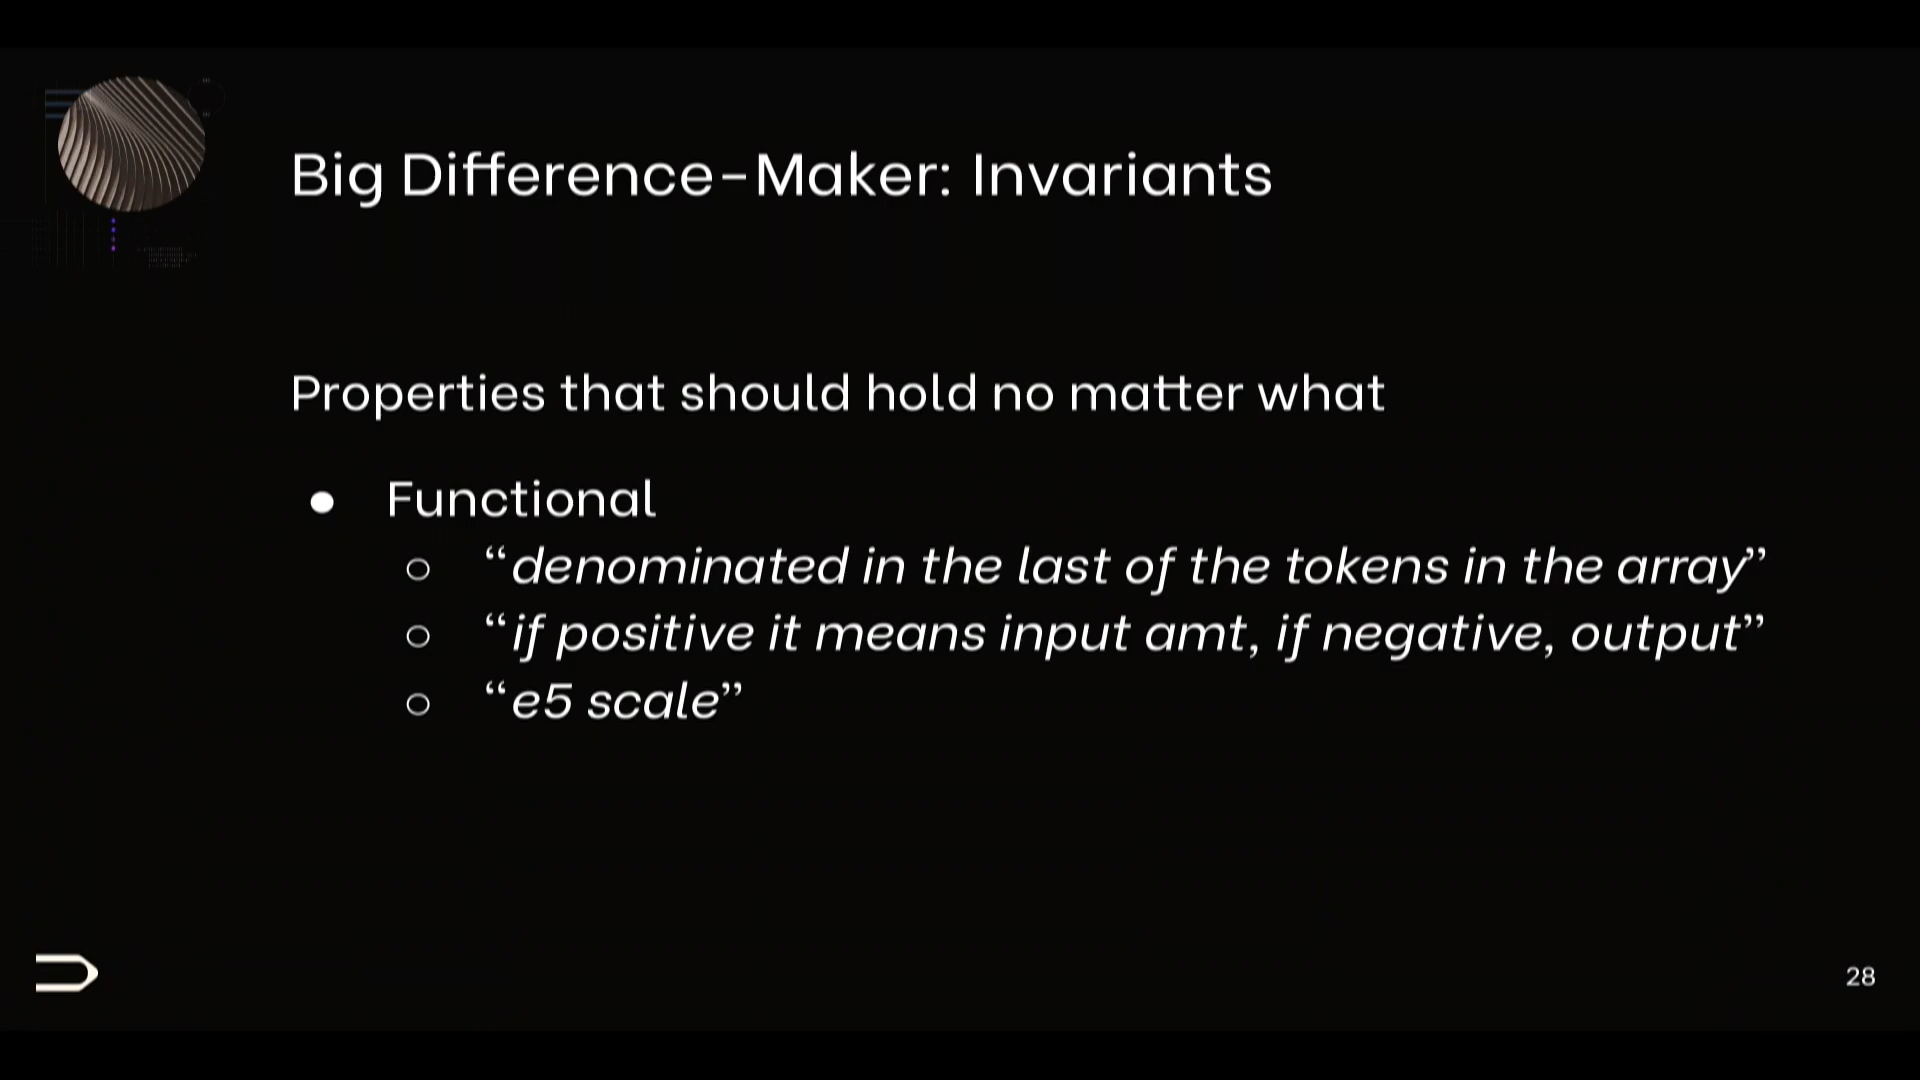 Big Difference-Maker: Invariants
Properties that should hold no matter what
● Functional
○ “denominated in the last of the tokens in the array”
○ “if positive it means input amt, if negative, output”
○ “e5 scale”
28